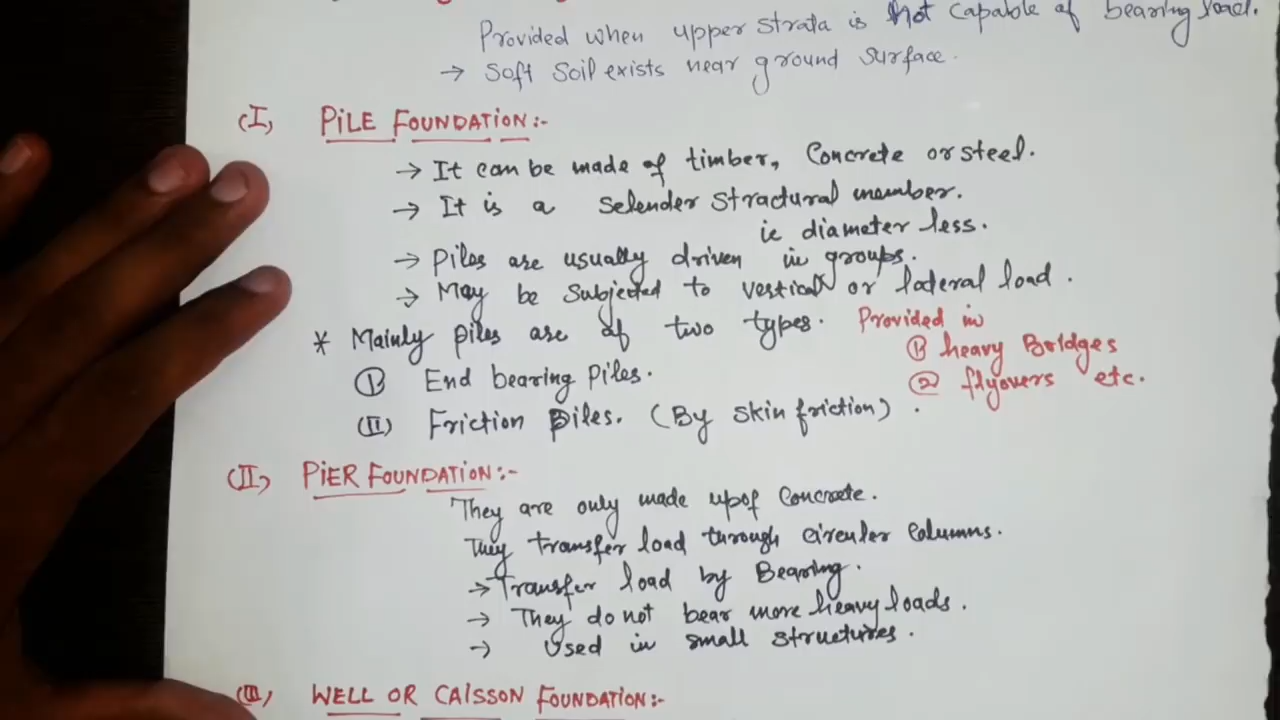 Provided when upper strata is not capable of bearing load.
→ Soft soil exists near ground surface.
(I) PILE FOUNDATION:-
→ It can be made of timber, Concrete or steel.
→ It is a Selender Stractural member.
ie diameter less.
→ Piles are usually driven in groups.
→ May be Subjected to vertical or lateral load.
* Mainly piles are of two types. Provided in
① heavy Bridges
① End bearing Piles.
② flyovers etc.
(II) Friction Piles. (By Skin friction).
(II) PIER FOUNDATION:-
They are only made upof Concrete.
They transfer load through circular Columns.
→ Transfer load by Bearing.
→ They do not bear more heavy loads.
→ Used in small structures.
(III) WELL OR CAISSON FOUNDATION:-